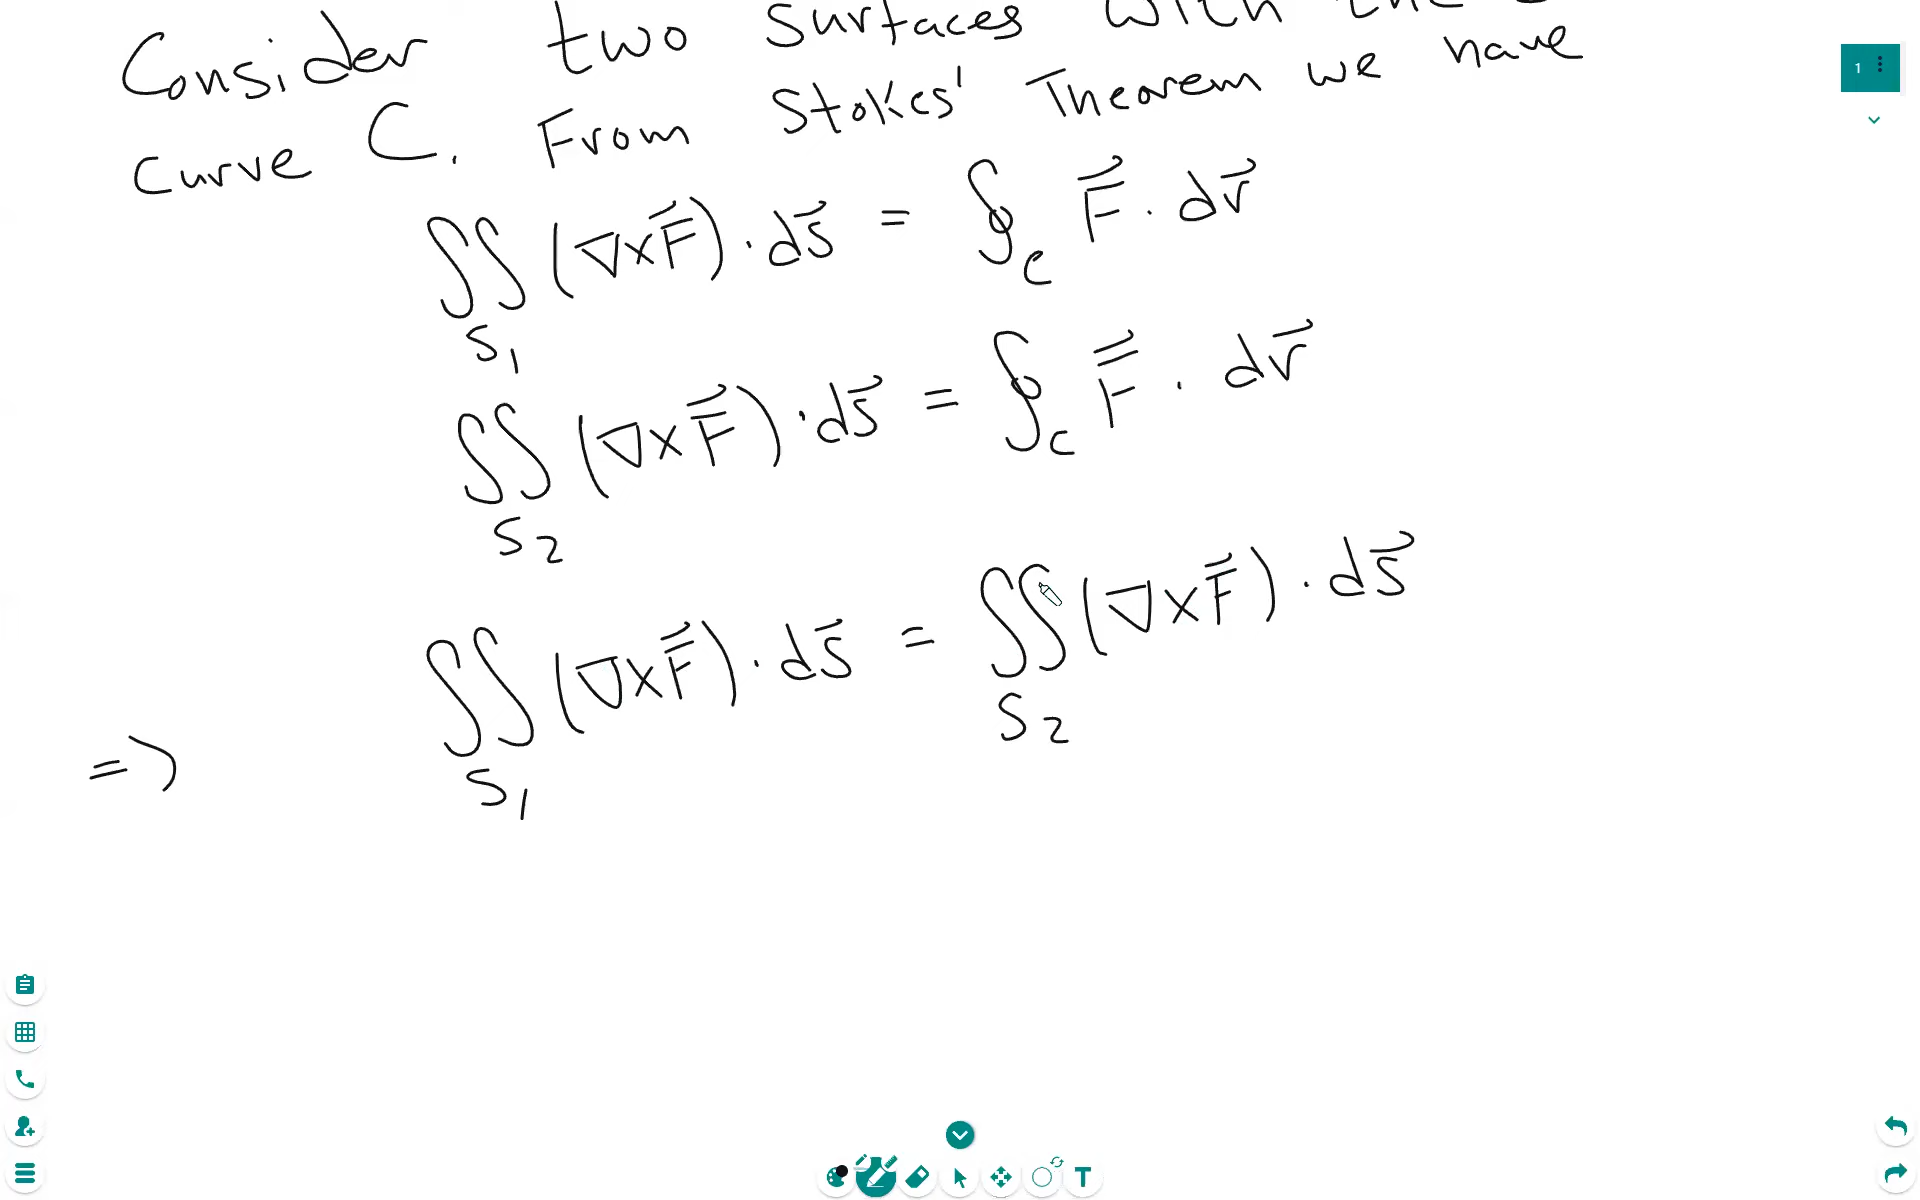 Consider two surfaces with
curve C. From Stokes' Theorem we have
∬_{S_1} (∇×F⃗)·ds⃗ = ∮_C F⃗·dr⃗
∬_{S_2} (∇×F⃗)·ds⃗ = ∮_C F⃗·dr⃗
=> ∬_{S_1} (∇×F⃗)·ds⃗ = ∬_{S_2} (∇×F⃗)·ds⃗
1
T